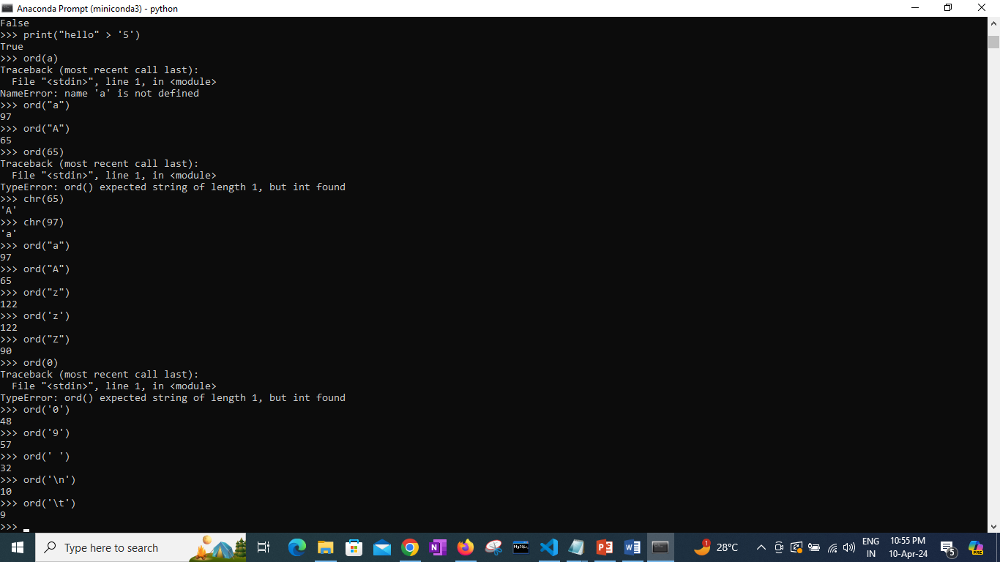 Anaconda Prompt (miniconda3) - python
False
>>> print("hello" > '5')
True
>>> ord(a)
Traceback (most recent call last):
  File "<stdin>", line 1, in <module>
NameError: name 'a' is not defined
>>> ord("a")
97
>>> ord("A")
65
>>> ord(65)
Traceback (most recent call last):
  File "<stdin>", line 1, in <module>
TypeError: ord() expected string of length 1, but int found
>>> chr(65)
'A'
>>> chr(97)
'a'
>>> ord("a")
97
>>> ord("A")
65
>>> ord("z")
122
>>> ord('z')
122
>>> ord("Z")
90
>>> ord(0)
Traceback (most recent call last):
  File "<stdin>", line 1, in <module>
TypeError: ord() expected string of length 1, but int found
>>> ord('0')
48
>>> ord('9')
57
>>> ord(' ')
32
>>> ord('\n')
10
>>> ord('\t')
9
>>>
Type here to search
N
MySQL
P
W
1
28°C
ENG
IN
10:55 PM
10-Apr-24
5
PRE